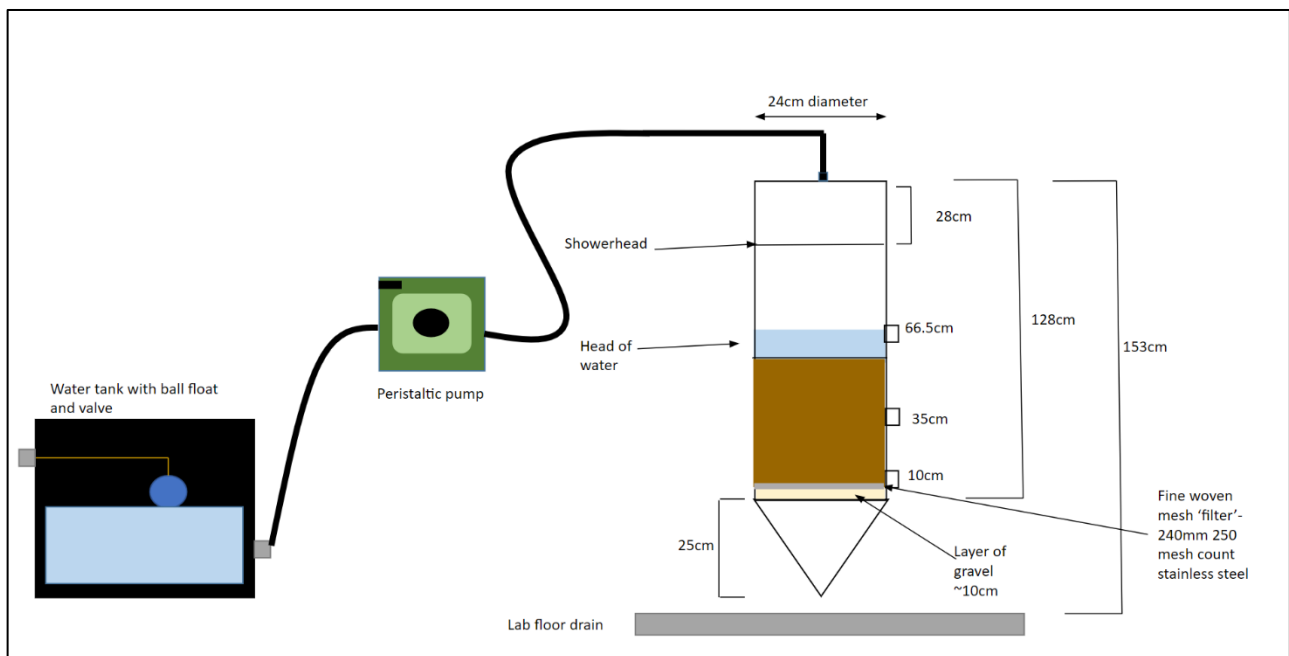 24cm diameter
28cm
Showerhead
66.5cm
128cm
Head of
water
153cm
Water tank with ball float
and valve
Peristaltic pump
35cm
10cm
Fine woven
mesh ‘filter’-
240mm 250
mesh count
stainless steel
25cm
Layer of
gravel
~10cm
Lab floor drain